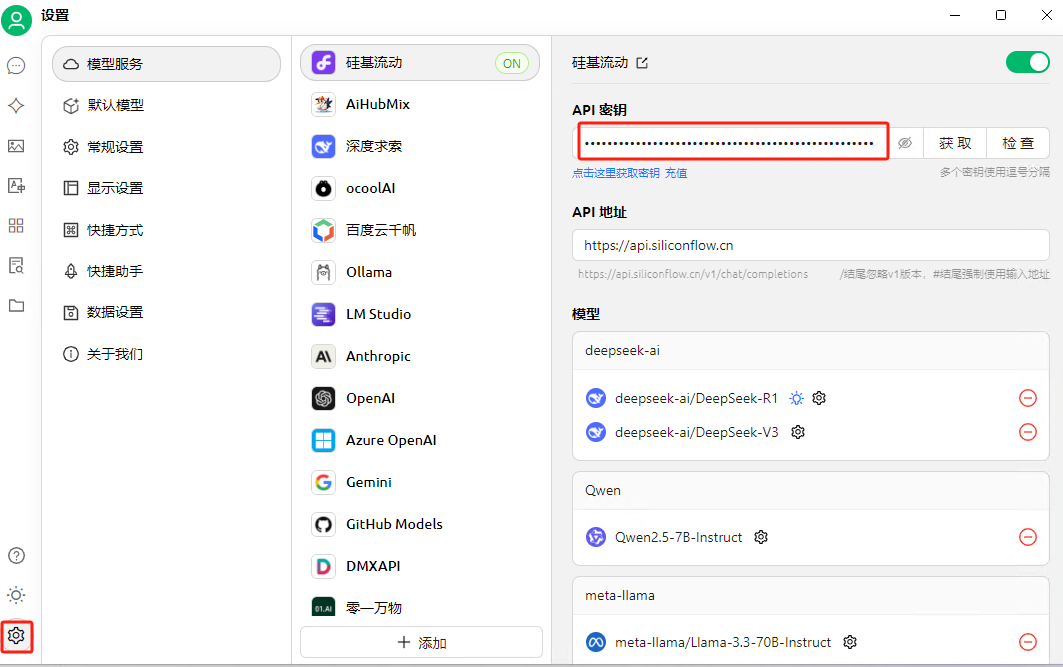 设置
模型服务
默认模型
常规设置
显示设置
快捷方式
快捷助手
数据设置
关于我们
硅基流动 ON
AiHubMix
深度求索
ocoolAI
百度云千帆
Ollama
LM Studio
Anthropic
OpenAI
Azure OpenAI
Gemini
GitHub Models
DMXAPI
01.AI 零一万物
添加
硅基流动
API 密钥
•••••••••••••••••••••••••••••••••••••••••••••••••••
获取 检查
点击这里获取密钥 充值 多个密钥使用逗号分隔
API 地址
https://api.siliconflow.cn
https://api.siliconflow.cn/v1/chat/completions /结尾忽略v1版本，#结尾强制使用输入地址
模型
deepseek-ai
deepseek-ai/DeepSeek-R1
deepseek-ai/DeepSeek-V3
Qwen
Qwen2.5-7B-Instruct
meta-llama
meta-llama/Llama-3.3-70B-Instruct